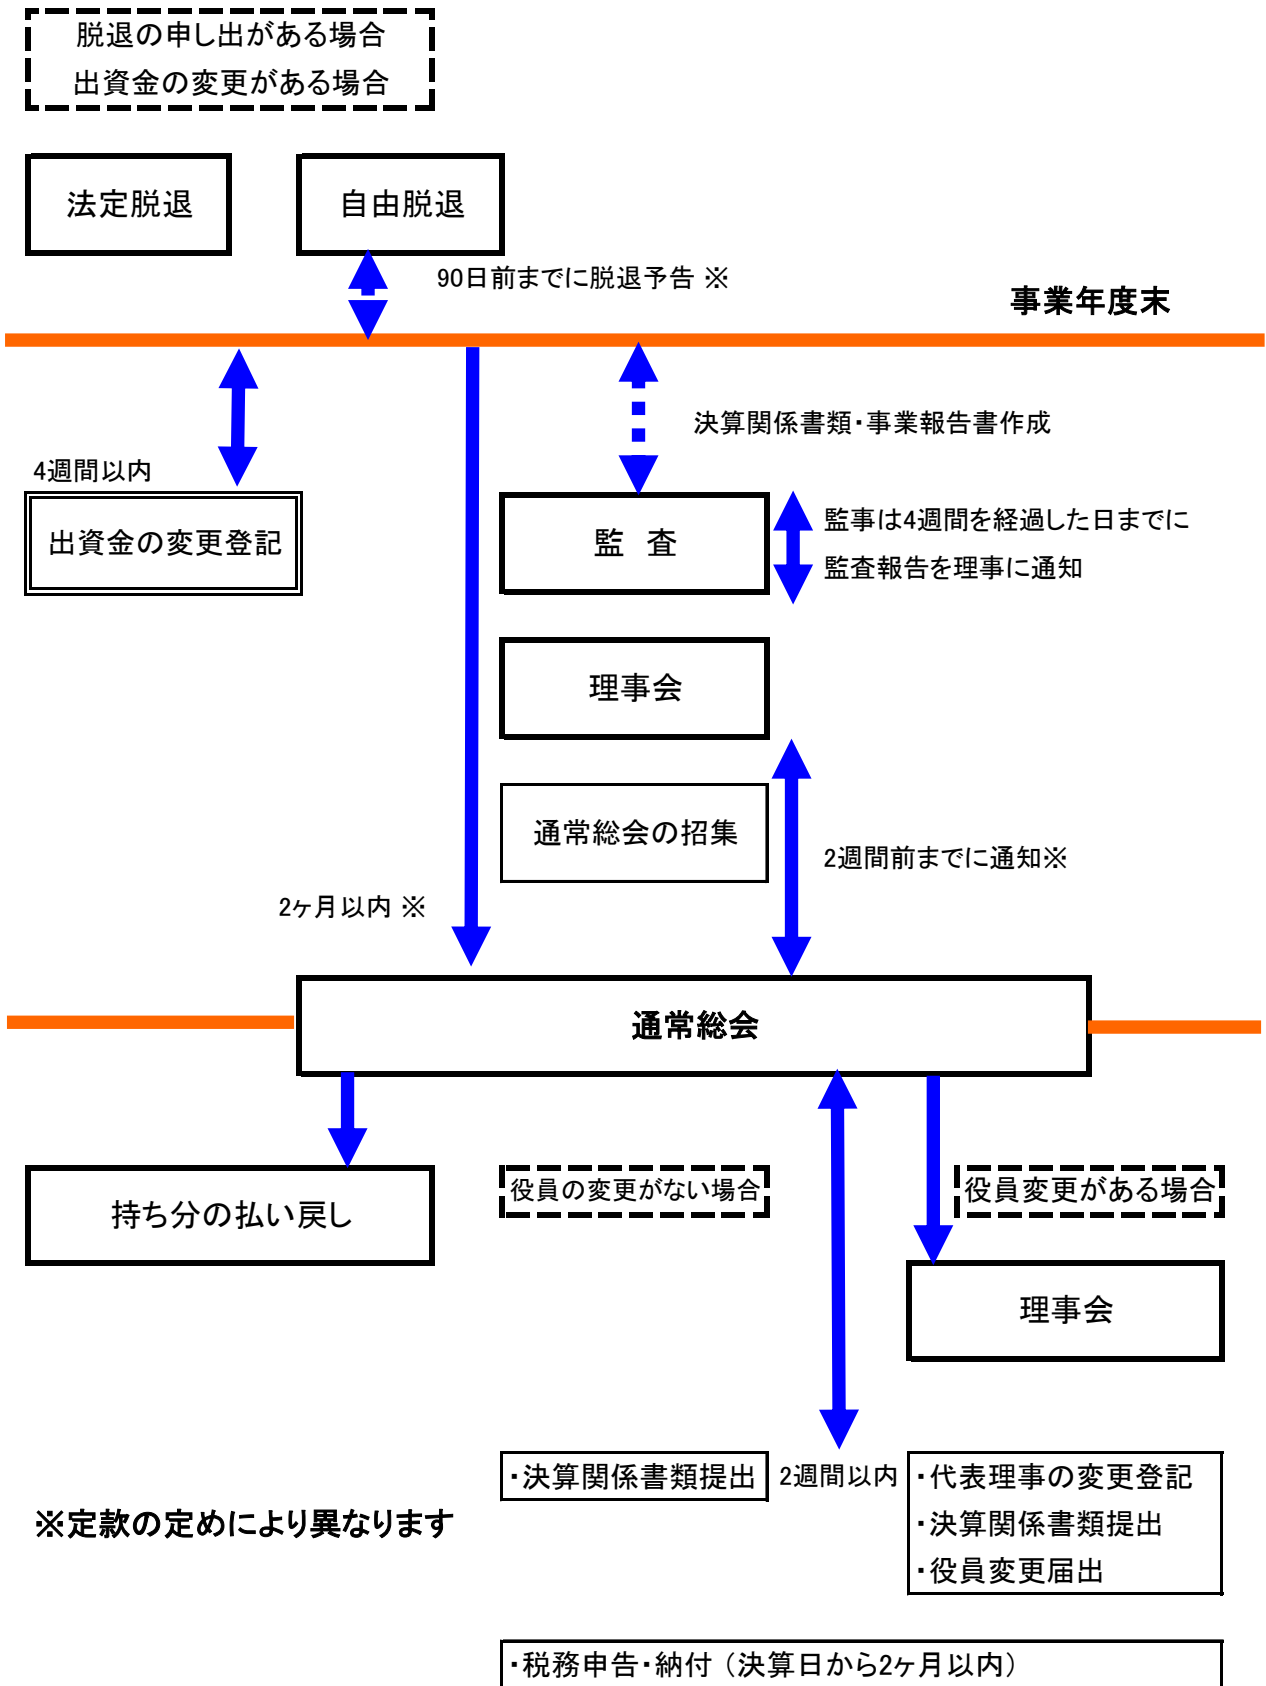 脱退の申し出がある場合
出資金の変更がある場合
法定脱退
自由脱退
90日前までに脱退予告 ※
事業年度末
決算関係書類・事業報告書作成
4週間以内
出資金の変更登記
監 査
監事は4週間を経過した日までに
監査報告を理事に通知
理事会
通常総会の招集
2週間前までに通知※
2ヶ月以内 ※
通常総会
持ち分の払い戻し
役員の変更がない場合
役員変更がある場合
理事会
・決算関係書類提出
2週間以内
・代表理事の変更登記
・決算関係書類提出
・役員変更届出
※定款の定めにより異なります
・税務申告・納付（決算日から2ヶ月以内）